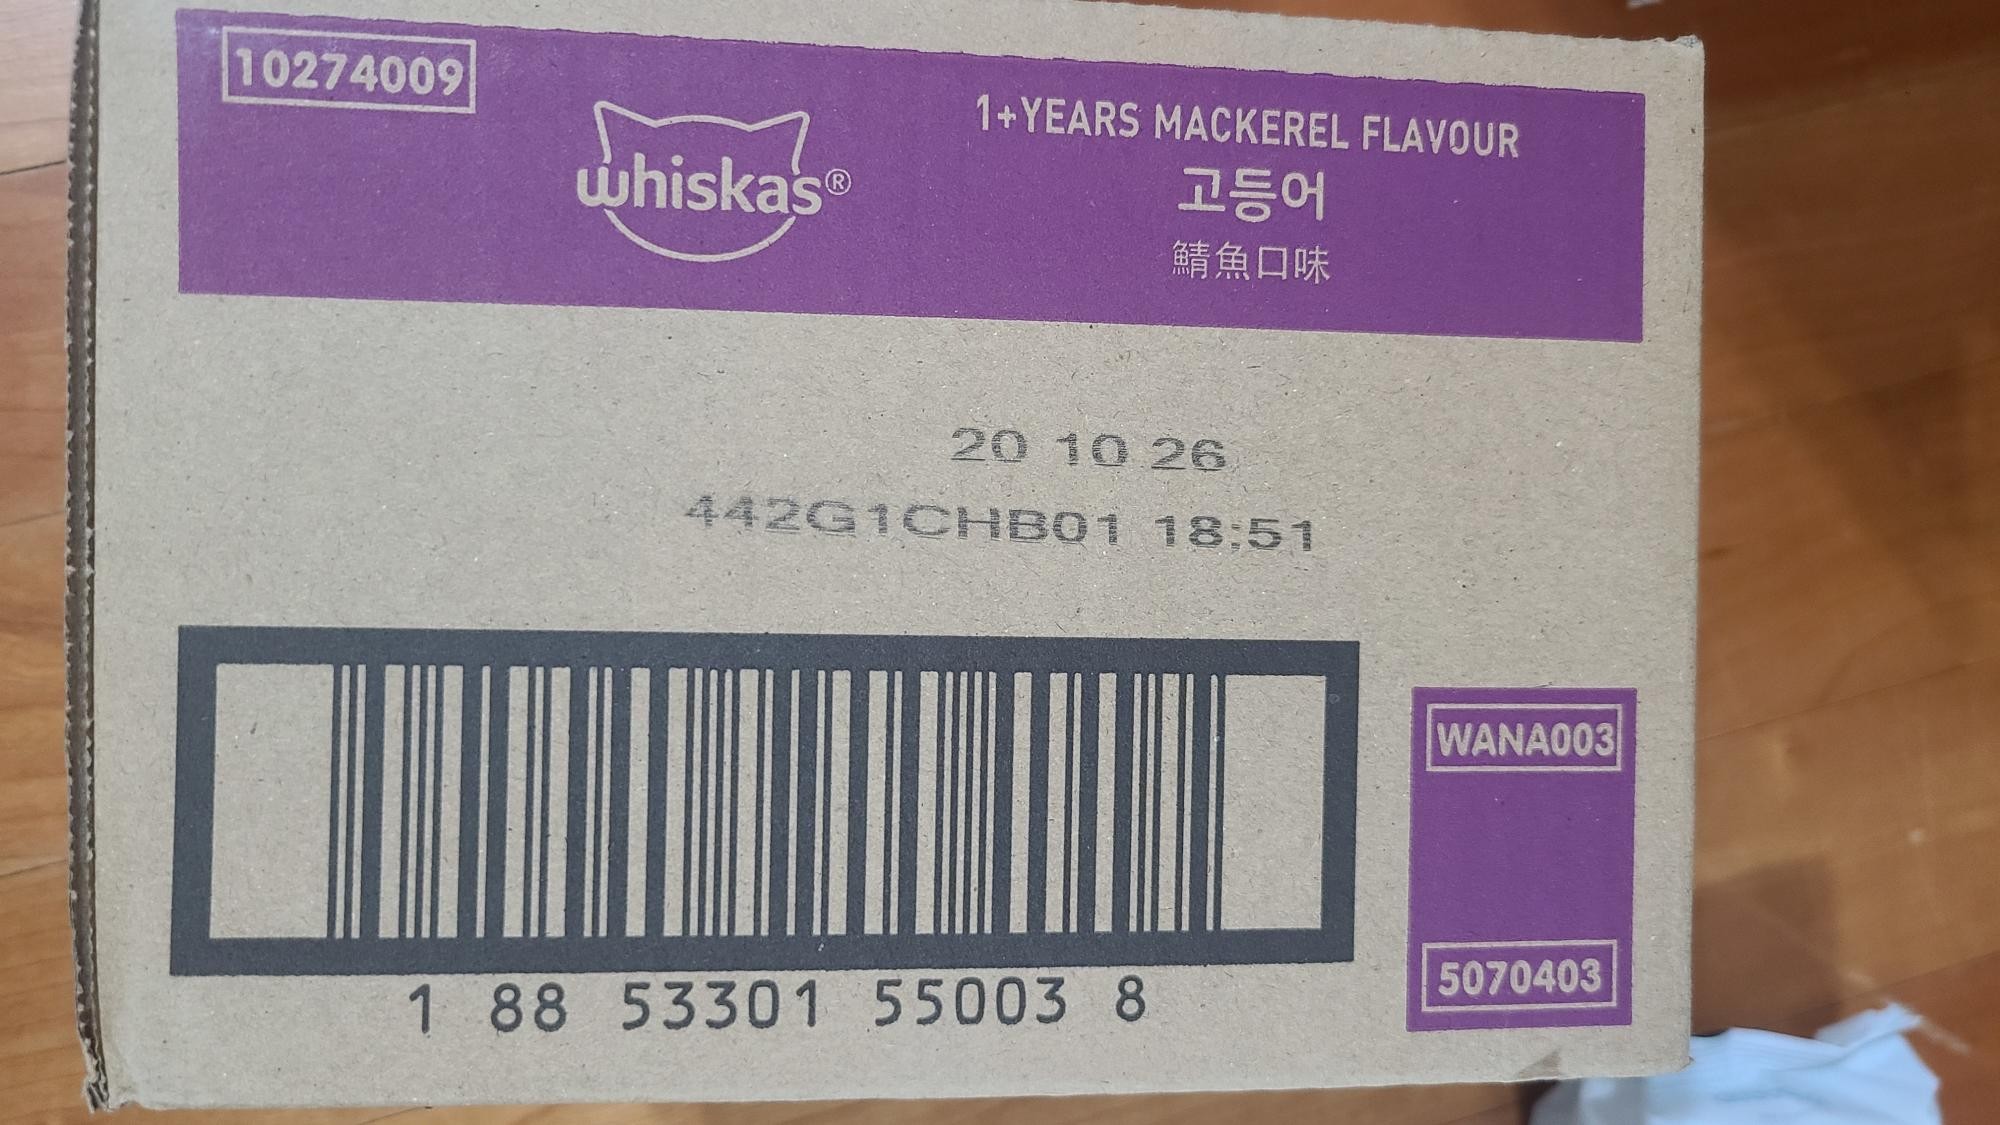 10274009
whiskas®
1+YEARS MACKEREL FLAVOUR
고등어
鯖魚口味
20 10 26
442G1CHB01 18:51
1 88 53301 55003 8
WANA003
5070403